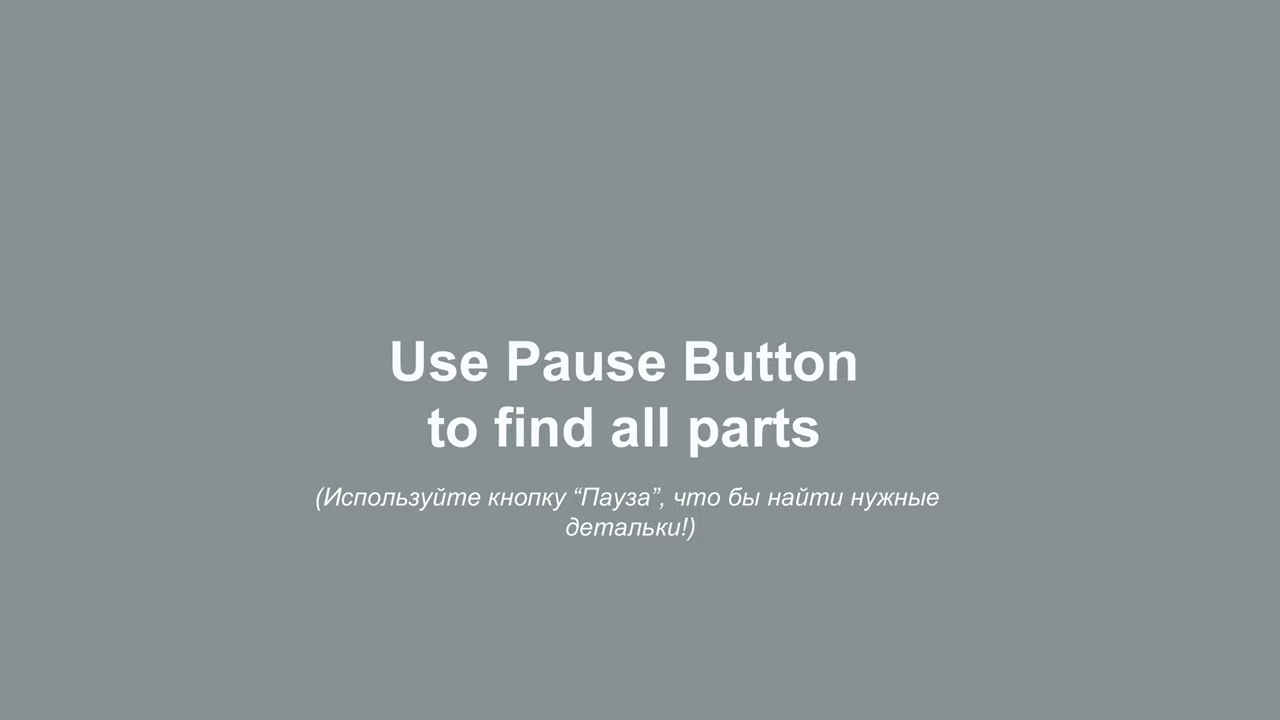 Use Pause Button
to find all parts
(Используйте кнопку “Пауза”, что бы найти нужные
детальки!)